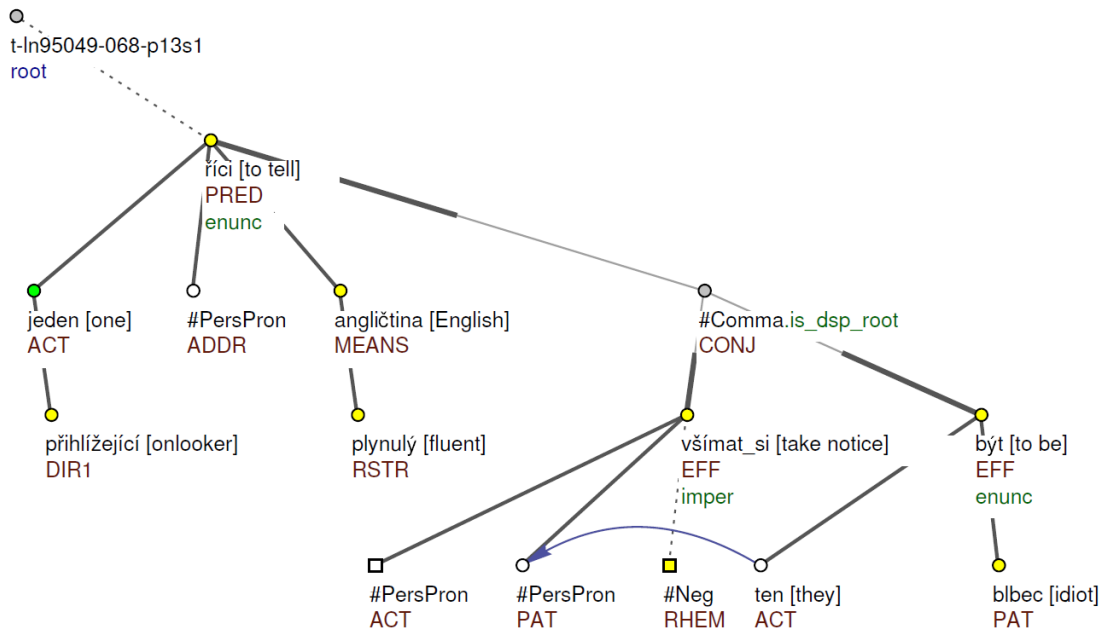 t-ln95049-068-p13s1
root
říci [to tell]
PRED
enunc
jeden [one]
ACT
#PersPron
ADDR
angličtina [English]
MEANS
#Comma.is_dsp_root
CONJ
přihlížející [onlooker]
DIR1
plynulý [fluent]
RSTR
všímat_si [take notice]
EFF
imper
být [to be]
EFF
enunc
#PersPron
ACT
#PersPron
PAT
#Neg
RHEM
ten [they]
ACT
blbec [idiot]
PAT